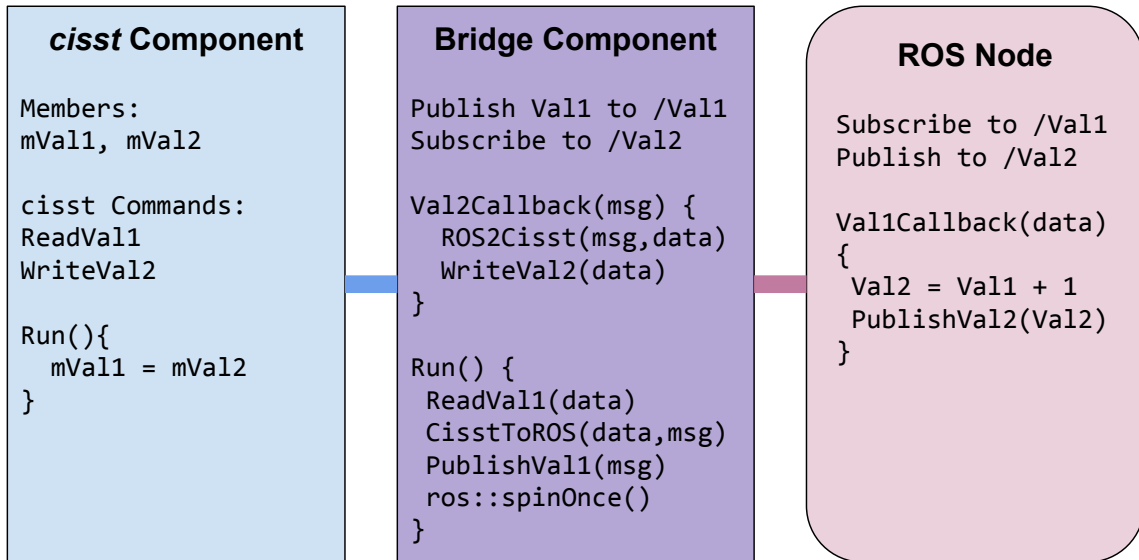 cisst Component
Members:
mVal1, mVal2
cisst Commands:
ReadVal1
WriteVal2
Run(){
  mVal1 = mVal2
}
Bridge Component
Publish Val1 to /Val1
Subscribe to /Val2
Val2Callback(msg) {
  ROS2Cisst(msg,data)
  WriteVal2(data)
}
Run() {
 ReadVal1(data)
 CisstToROS(data,msg)
 PublishVal1(msg)
 ros::spinOnce()
}
ROS Node
Subscribe to /Val1
Publish to /Val2
Val1Callback(data)
{
 Val2 = Val1 + 1
 PublishVal2(Val2)
}